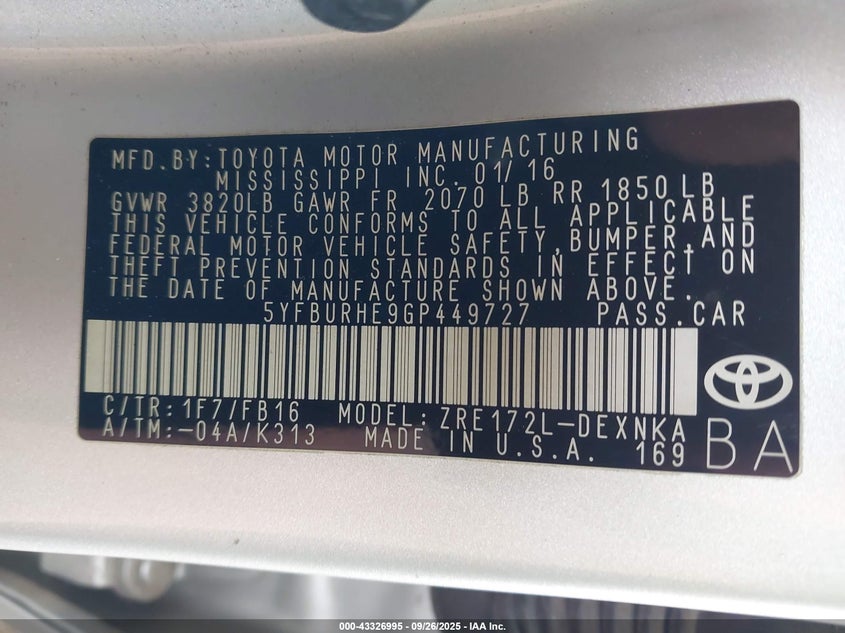 MFD.BY:TOYOTA MOTOR MANUFACTURING
MISSISSIPPI INC. 01/16
GVWR 3820LB GAWR FR 2070 LB RR 1850 LB
THIS VEHICLE CONFORMS TO ALL APPLICABLE
FEDERAL MOTOR VEHICLE SAFETY,BUMPER,AND
THEFT PREVENTION STANDARDS IN EFFECT ON
THE DATE OF MANUFACTURE SHOWN ABOVE.
5YFBURHE9GP449727 PASS.CAR
C/TR:1F7/FB16 MODEL:ZRE172L-DEXNKA
A/TM:-04A/K313 MADE IN U.S.A. 169
BA
000-43326995 - 09/26/2025 - IAA Inc.